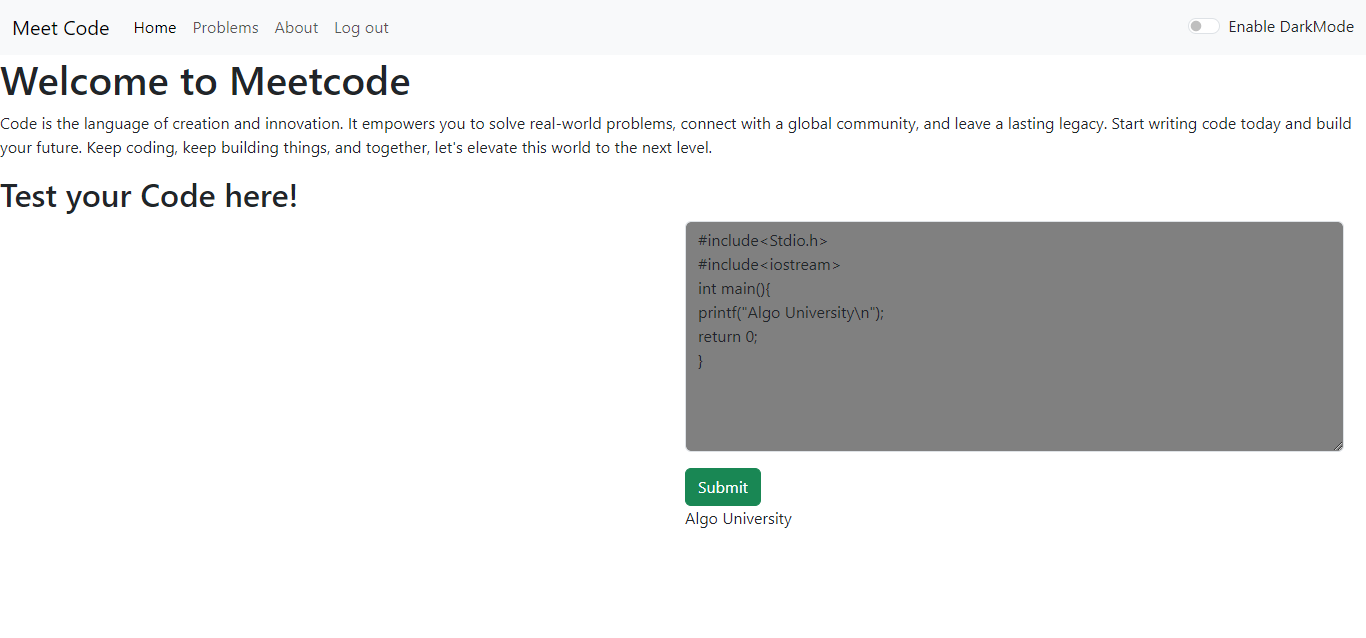 Meet Code Home Problems About Log out Enable DarkMode
Welcome to Meetcode
Code is the language of creation and innovation. It empowers you to solve real-world problems, connect with a global community, and leave a lasting legacy. Start writing code today and build
your future. Keep coding, keep building things, and together, let's elevate this world to the next level.
Test your Code here!
#include<Stdio.h>
#include<iostream>
int main(){
printf("Algo University\n");
return 0;
}
Submit
Algo University